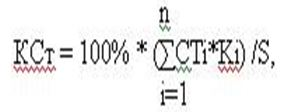 n
КСт = 100% * (∑СТi*Кi) /S,
i=1